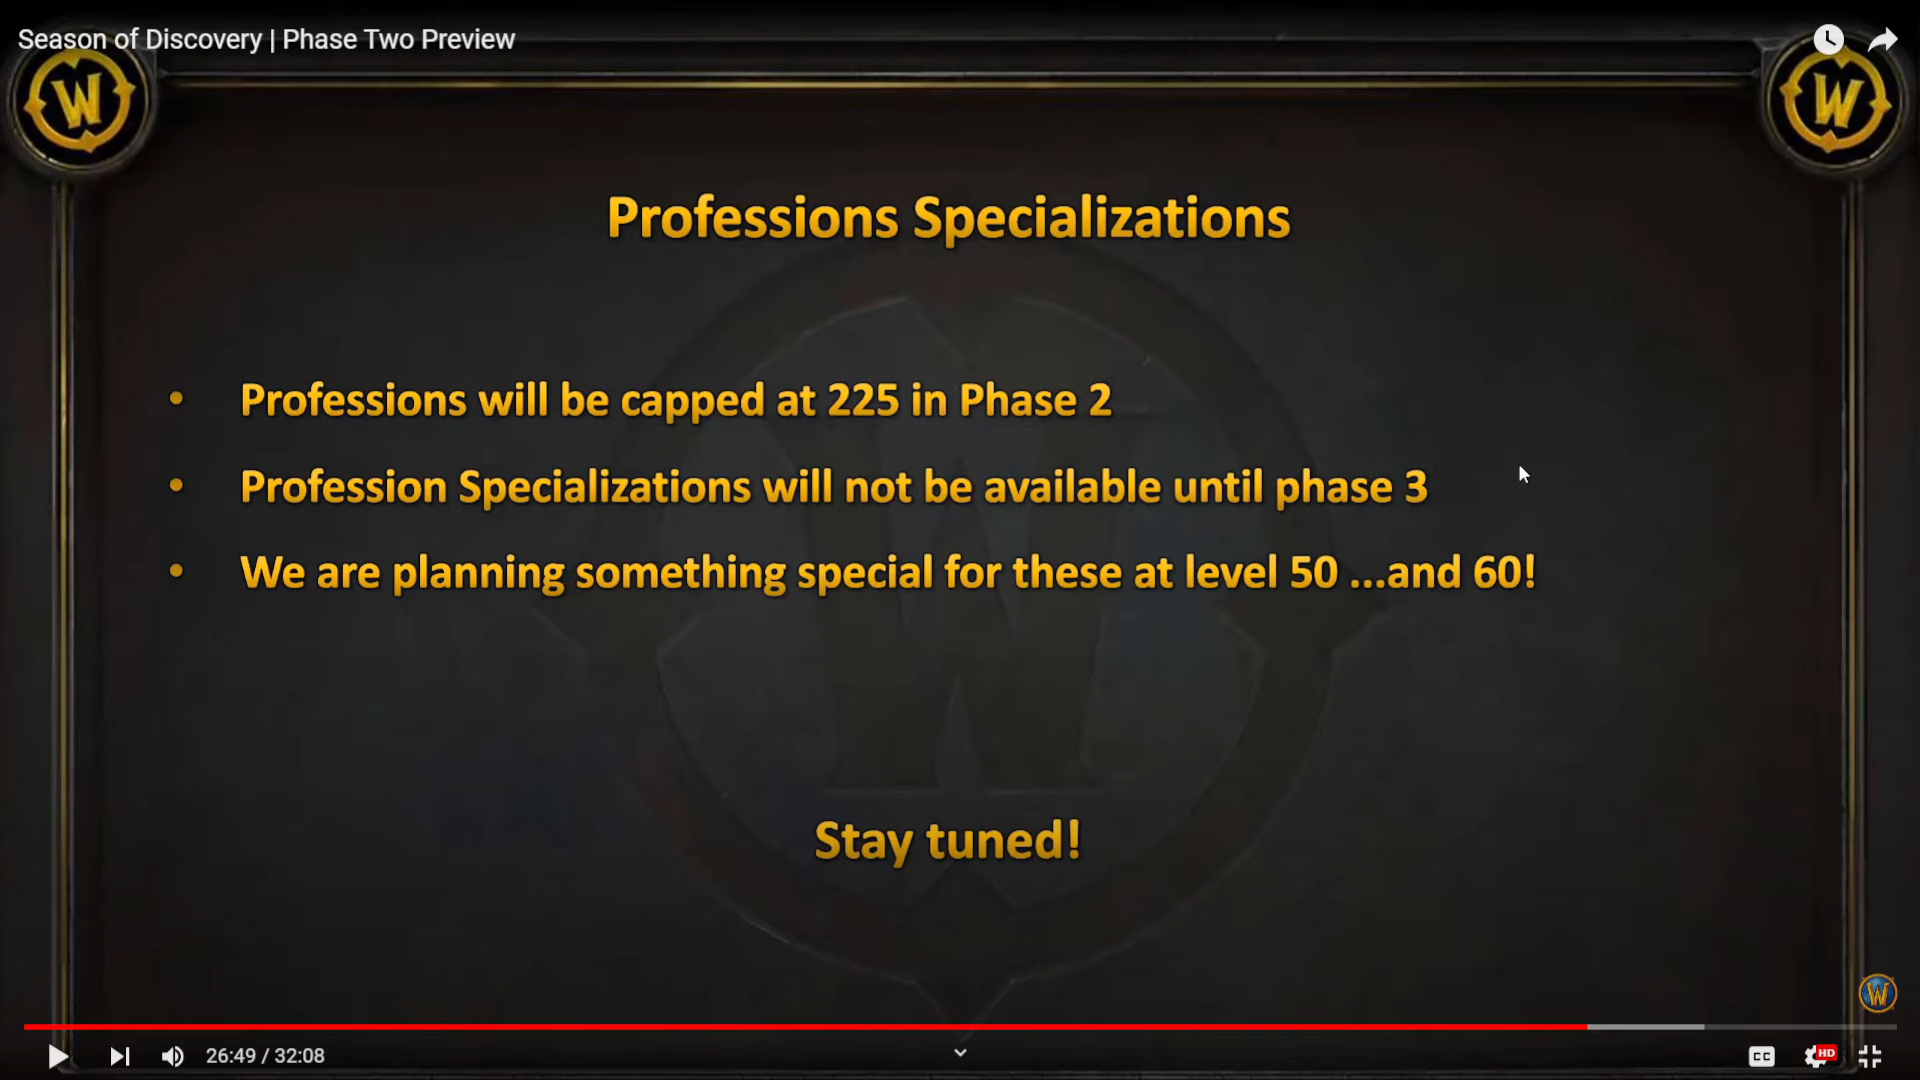 Season of Discovery | Phase Two Preview
Professions Specializations
• Professions will be capped at 225 in Phase 2
• Profession Specializations will not be available until phase 3
• We are planning something special for these at level 50 ...and 60!
Stay tuned!
26:49 / 32:08
CC
HD